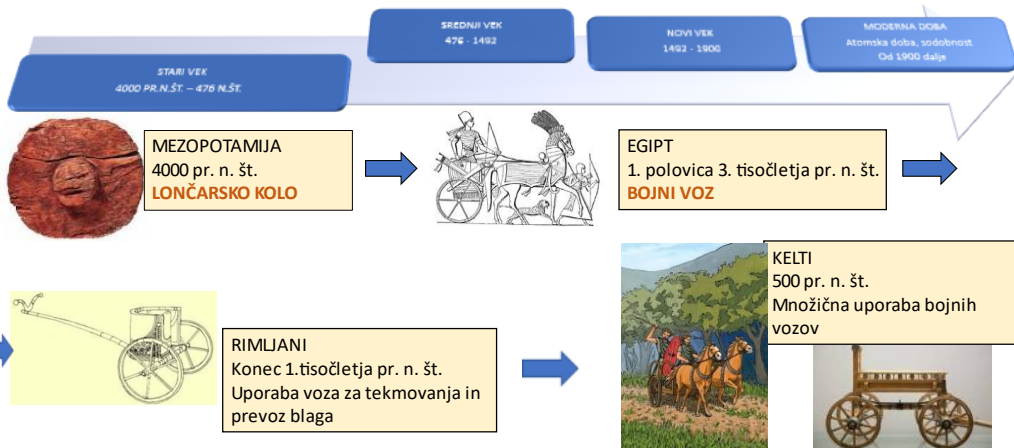 SREDNJI VEK
476 - 1492
NOVI VEK
1492 - 1900
MODERNA DOBA
Atomska doba, sodobnost
Od 1900 dalje
STARI VEK
4000 PR.N.ŠT. – 476 N.ŠT.
MEZOPOTAMIJA
4000 pr. n. št.
LONČARSKO KOLO
EGIPT
1. polovica 3. tisočletja pr. n. št.
BOJNI VOZ
RIMLJANI
Konec 1.tisočletja pr. n. št.
Uporaba voza za tekmovanja in
prevoz blaga
KELTI
500 pr. n. št.
Množična uporaba bojnih
vozov